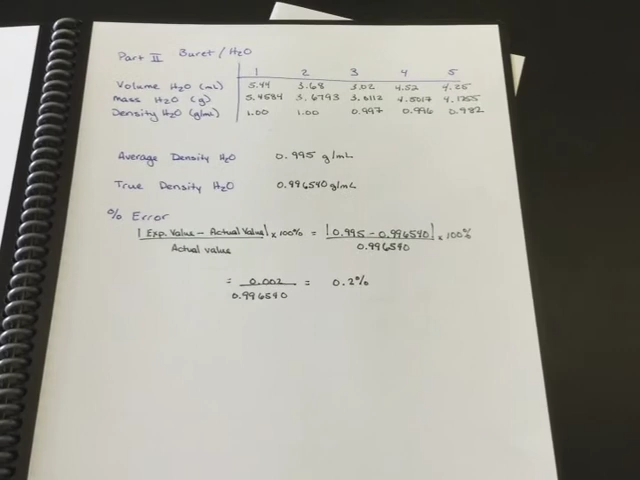 Part II Buret / H2O
1 2 3 4 5
Volume H2O (mL) 5.44 3.68 3.02 4.52 4.25
Mass H2O (g) 5.4584 3.6793 3.0112 4.5017 4.1755
Density H2O (g/mL) 1.00 1.00 0.997 0.996 0.982
Average Density H2O 0.995 g/mL
True Density H2O 0.996540 g/mL
% Error
| Exp. Value - Actual Value | x 100% = | 0.995 - 0.996540 | x 100%
Actual value 0.996540
= 0.002 = 0.2%
0.996540